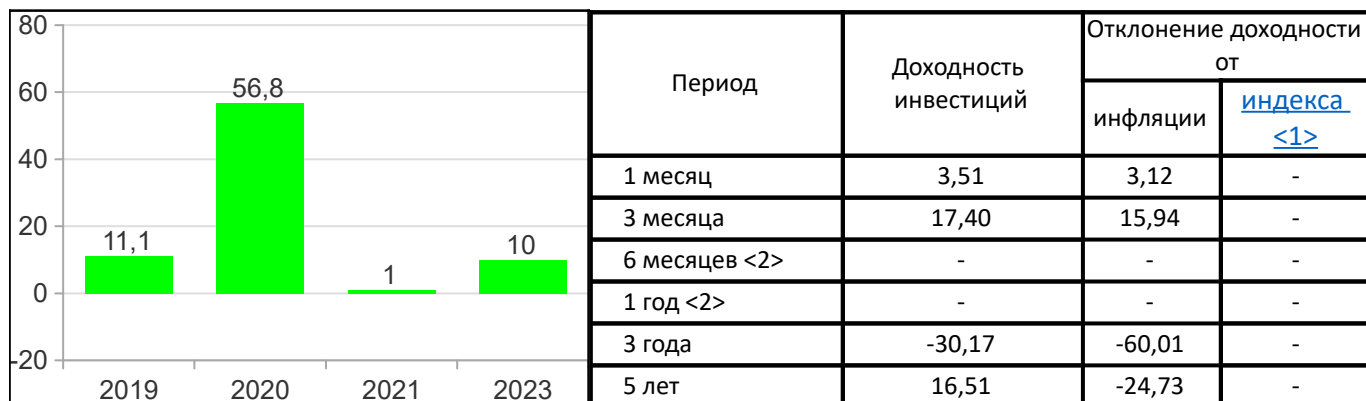 80
60
40
20
0
-20
11,1
56,8
1
10
2019 2020 2021 2023
Период
Доходность
инвестиций
Отклонение доходности
от
инфляции
индекса
<1>
1 месяц 3,51 3,12 -
3 месяца 17,40 15,94 -
6 месяцев <2> - - -
1 год <2> - - -
3 года -30,17 -60,01 -
5 лет 16,51 -24,73 -